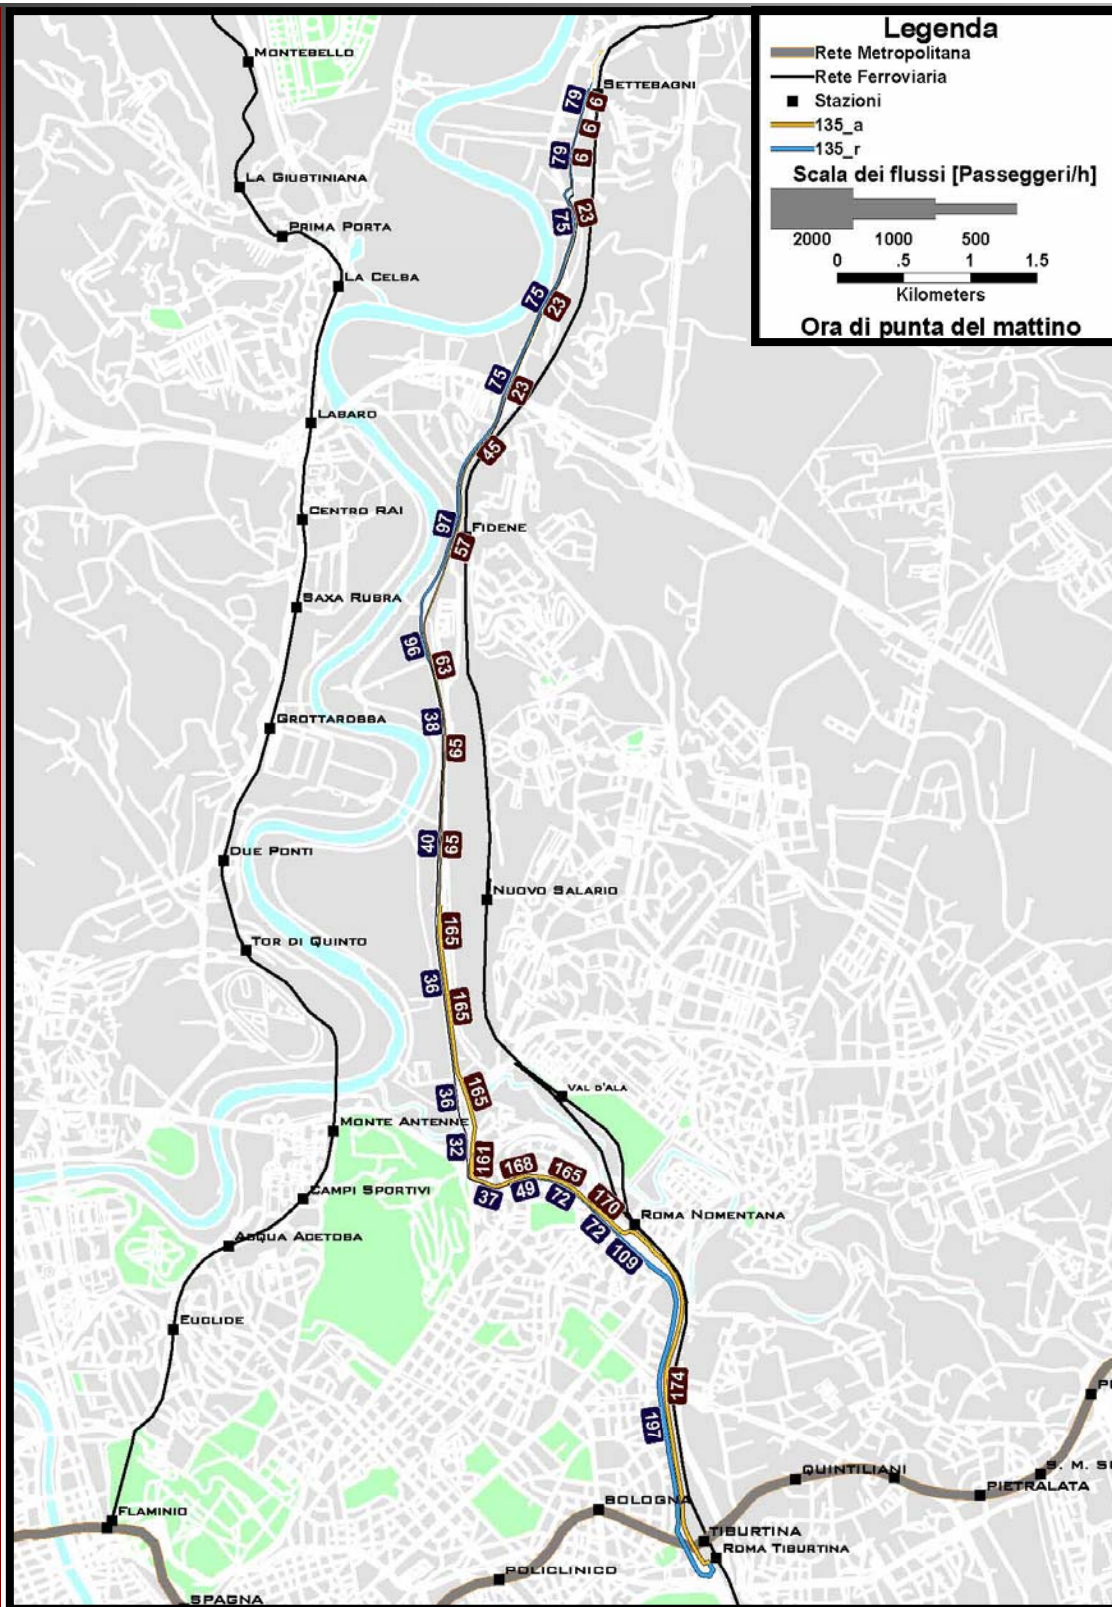 Legenda
Rete Metropolitana
Rete Ferroviaria
Stazioni
135_a
135_r
Scala dei flussi [Passeggeri/h]
2000 1000 500
0 .5 1 1.5
Kilometers
Ora di punta del mattino
MONTEBELLO
SETTEBAGNI
79
6
6
79
6
LA GIUSTINIANA
75
23
PRIMA PORTA
LA CELSA
75
23
75
23
LABARO
45
CENTRO RAI
97
FIDENE
57
SAXA RUBRA
96
63
GROTTAROSSA
38
65
40
65
DUE PONTI
NUOVO SALARIO
165
TOR DI QUINTO
36
165
VAL D'ALA
36
165
MONTE ANTENNE
32
161
168
165
37
49
72
170
CAMPI SPORTIVI
ROMA NOMENTANA
72
ACQUA ACETOSA
109
EUCLIDE
174
197
P
S. M. S
QUINTILIANI
PIETRALATA
BOLOGNA
FLAMINIO
TIBURTINA
ROMA TIBURTINA
POLICLINICO
SPAGNA